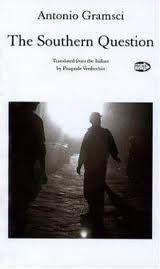 Antonio Gramsci
The Southern Question
Translated from the Italian
by Pasquale Verdicchio